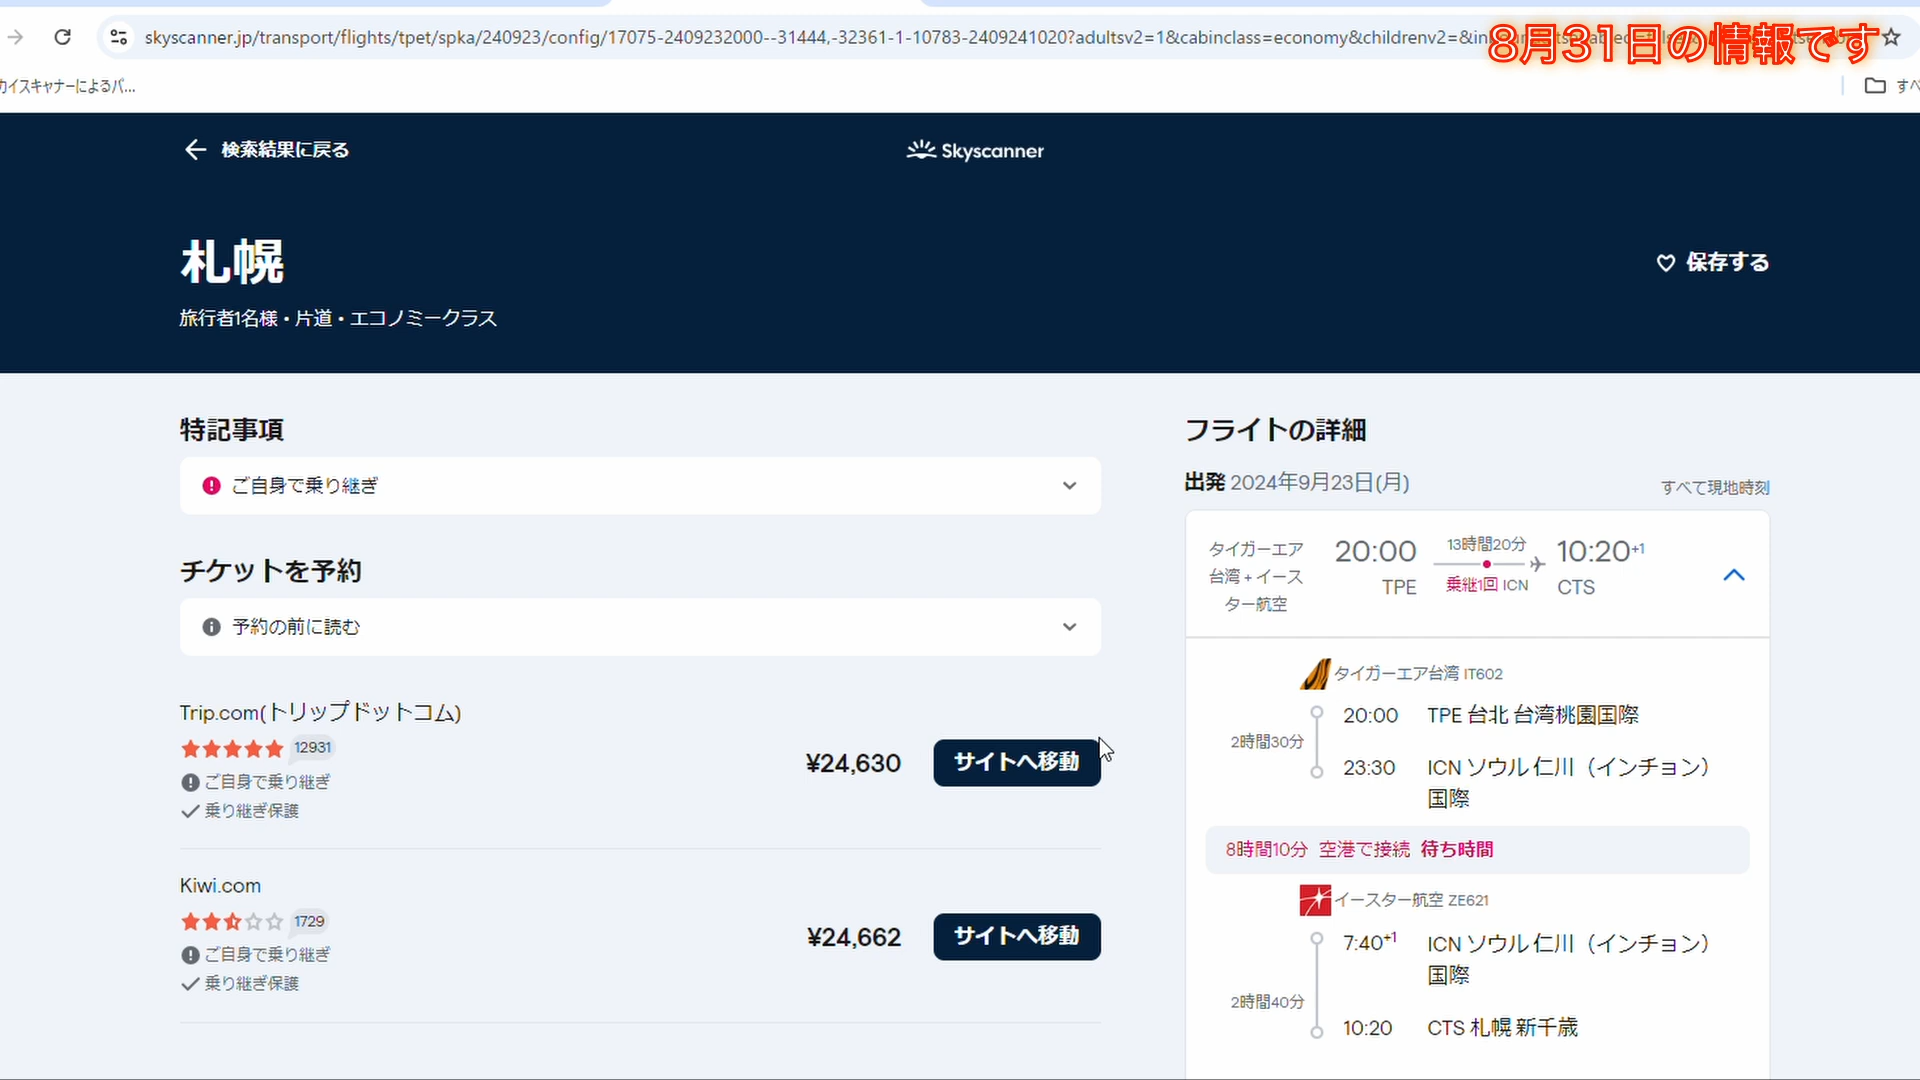 skyscanner.jp/transport/flights/tpet/spka/240923/config/17075-2409232000--31444,-32361-1-10783-2409241020?adultsv2=1&cabinclass=economy&childrenv2=&in
8月31日の情報です
カイスキャナーによるパ...
すべ
検索結果に戻る
Skyscanner
札幌
保存する
旅行者1名様・片道・エコノミークラス
特記事項
ご自身で乗り継ぎ
チケットを予約
予約の前に読む
Trip.com(トリップドットコム)
12931
ご自身で乗り継ぎ
乗り継ぎ保護
¥24,630
サイトへ移動
Kiwi.com
1729
ご自身で乗り継ぎ
乗り継ぎ保護
¥24,662
サイトへ移動
フライトの詳細
出発 2024年9月23日(月)
すべて現地時刻
タイガーエア
台湾 + イース
ター航空
20:00
TPE
13時間20分
乗継1回 ICN
10:20+1
CTS
タイガーエア台湾 IT602
20:00 TPE 台北 台湾桃園国際
2時間30分
23:30 ICN ソウル 仁川（インチョン）
国際
8時間10分 空港で接続 待ち時間
イースター航空 ZE621
7:40+1 ICN ソウル 仁川（インチョン）
国際
2時間40分
10:20 CTS 札幌 新千歳